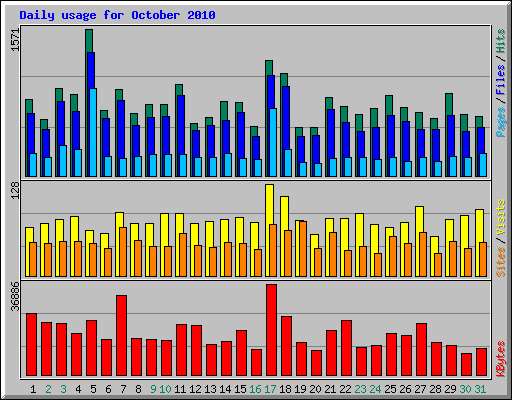 Daily usage for October 2010
1571
Pages / Files / Hits
128
Sites / Visits
36886
KBytes
1 2 3 4 5 6 7 8 9 10 11 12 13 14 15 16 17 18 19 20 21 22 23 24 25 26 27 28 29 30 31